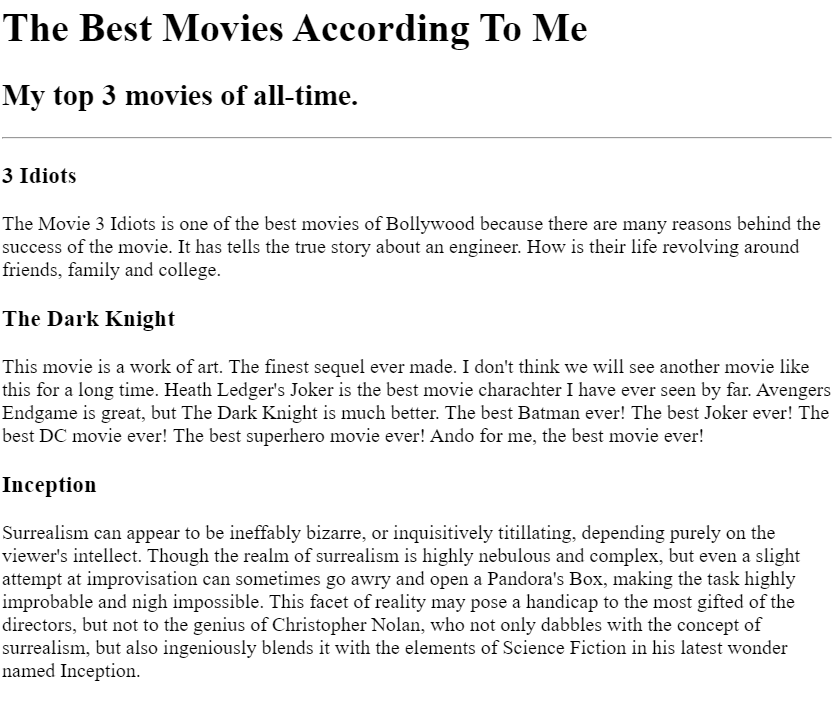 The Best Movies According To Me
My top 3 movies of all-time.
3 Idiots
The Movie 3 Idiots is one of the best movies of Bollywood because there are many reasons behind the
success of the movie. It has tells the true story about an engineer. How is their life revolving around
friends, family and college.
The Dark Knight
This movie is a work of art. The finest sequel ever made. I don't think we will see another movie like
this for a long time. Heath Ledger's Joker is the best movie charachter I have ever seen by far. Avengers
Endgame is great, but The Dark Knight is much better. The best Batman ever! The best Joker ever! The
best DC movie ever! The best superhero movie ever! Ando for me, the best movie ever!
Inception
Surrealism can appear to be ineffably bizarre, or inquisitively titillating, depending purely on the
viewer's intellect. Though the realm of surrealism is highly nebulous and complex, but even a slight
attempt at improvisation can sometimes go awry and open a Pandora's Box, making the task highly
improbable and nigh impossible. This facet of reality may pose a handicap to the most gifted of the
directors, but not to the genius of Christopher Nolan, who not only dabbles with the concept of
surrealism, but also ingeniously blends it with the elements of Science Fiction in his latest wonder
named Inception.